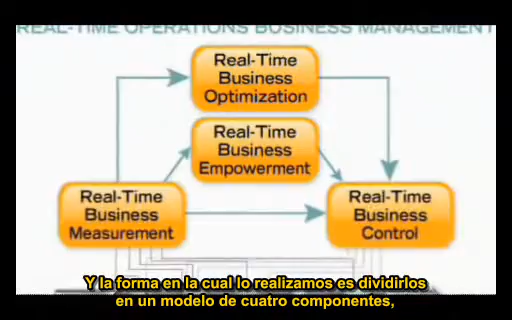 REAL-TIME OPERATIONS BUSINESS MANAGEMENT
Real-Time
Business
Optimization
Real-Time
Business
Empowerment
Real-Time
Business
Measurement
Real-Time
Business
Control
Y la forma en la cual lo realizamos es dividirlos
en un modelo de cuatro componentes,